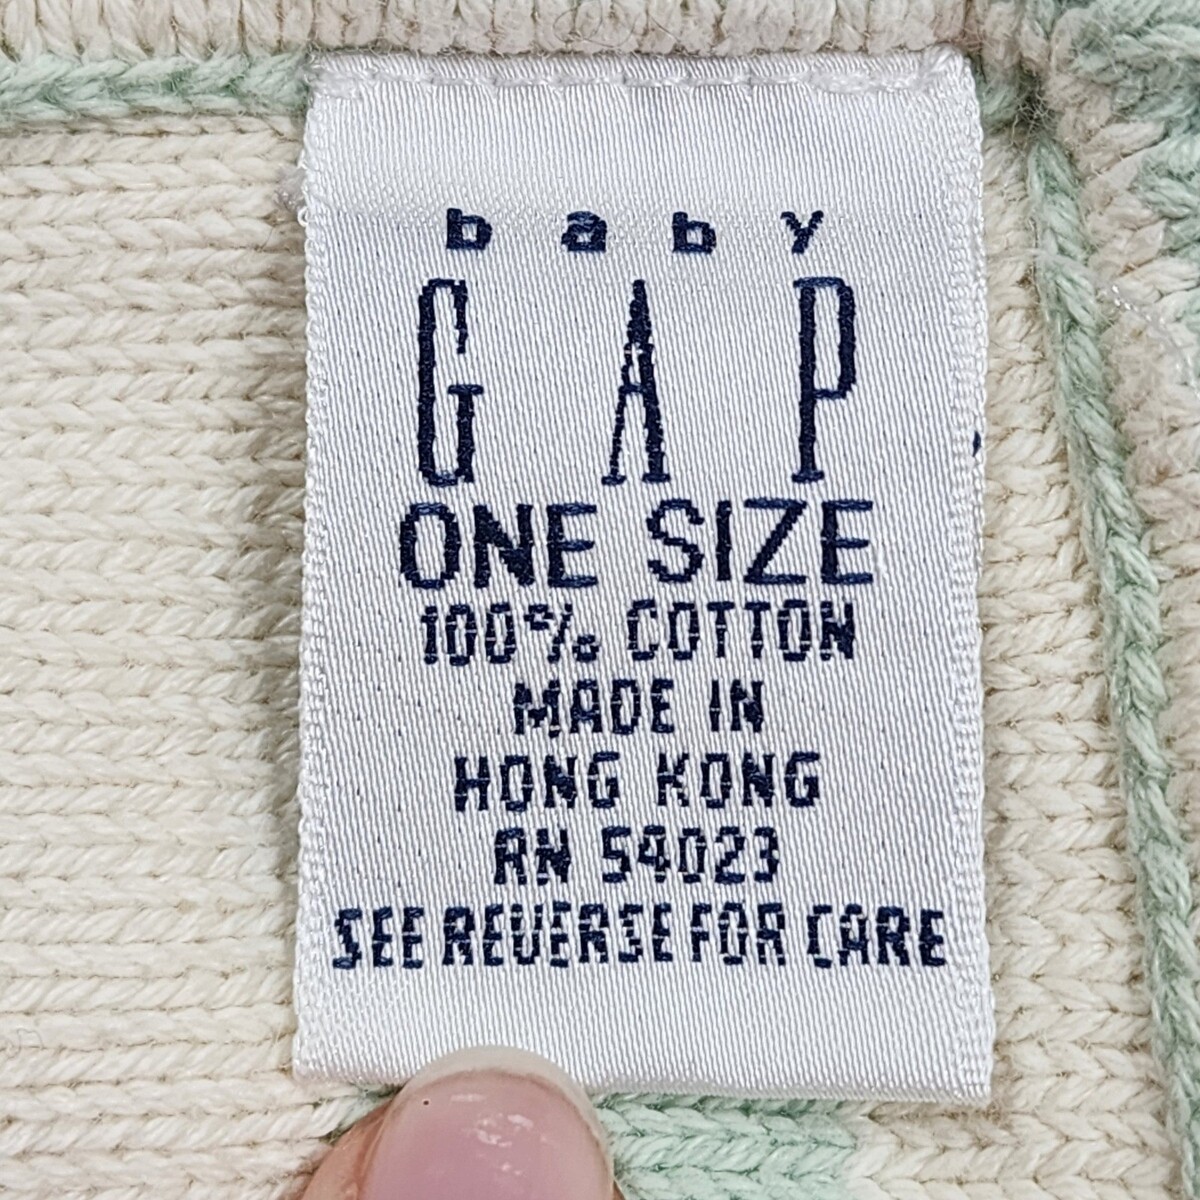 baby
GAP
ONE SIZE
100% COTTON
MADE IN
HONG KONG
RN 54023
SEE REVERSE FOR CARE